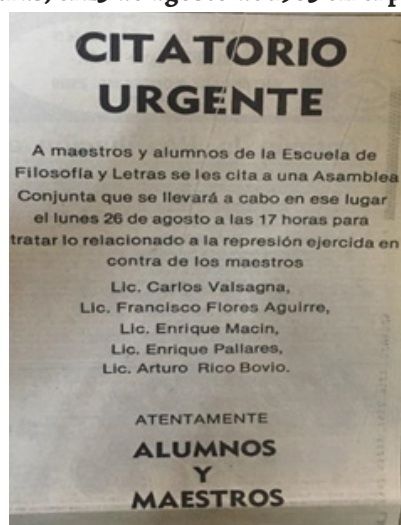 CITATORIO
URGENTE
A maestros y alumnos de la Escuela de
Filosofía y Letras se les cita a una Asamblea
Conjunta que se llevará a cabo en ese lugar
el lunes 26 de agosto a las 17 horas para
tratar lo relacionado a la represión ejercida en
contra de los maestros
Lic. Carlos Valsagna,
Lic. Francisco Flores Aguirre,
Lic. Enrique Macin,
Lic. Enrique Pallares,
Lic. Arturo Rico Bovio.
ATENTAMENTE
ALUMNOS
Y
MAESTROS